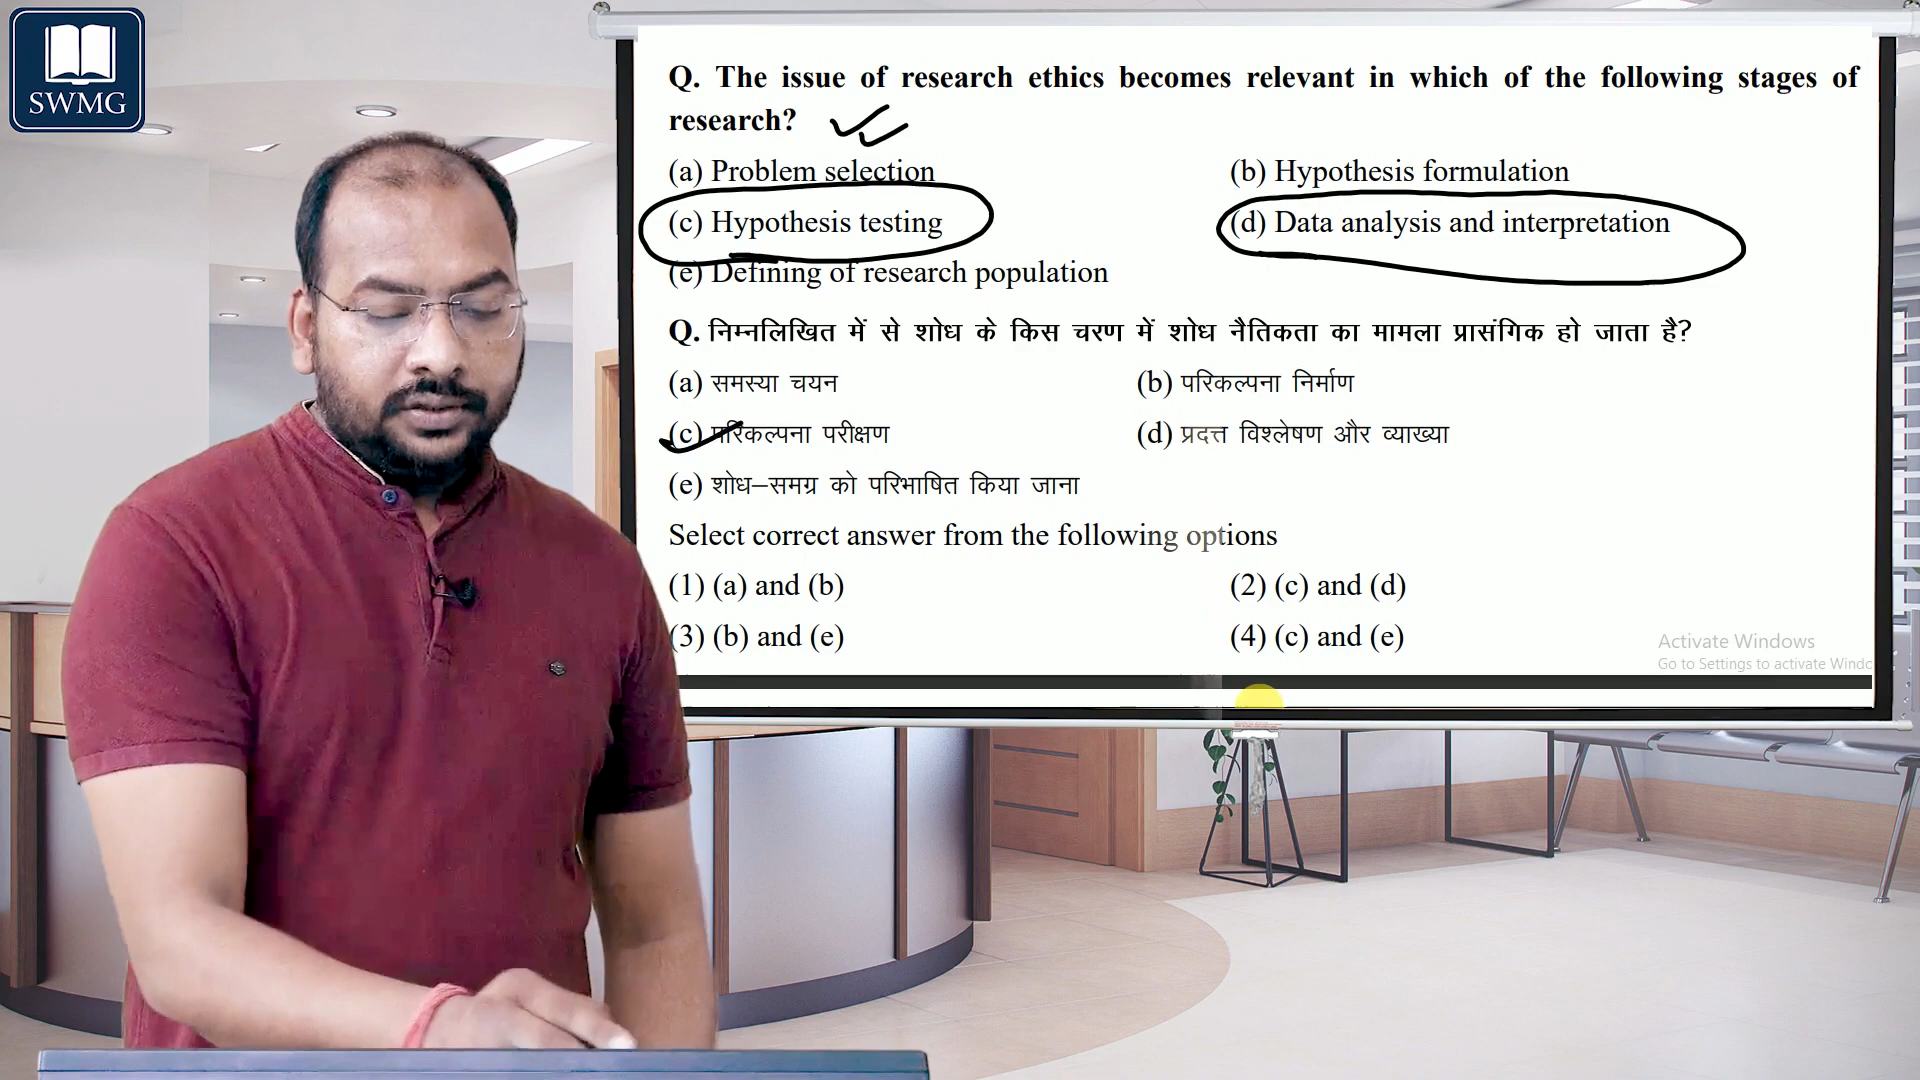 SWMG
Q. The issue of research ethics becomes relevant in which of the following stages of
research?
(a) Problem selection (b) Hypothesis formulation
(c) Hypothesis testing (d) Data analysis and interpretation
(e) Defining of research population
Q. निम्नलिखित में से शोध के किस चरण में शोध नैतिकता का मामला प्रासंगिक हो जाता है?
(a) समस्या चयन (b) परिकल्पना निर्माण
(c) परिकल्पना परीक्षण (d) प्रदत्त विश्लेषण और व्याख्या
(e) शोध–समग्र को परिभाषित किया जाना
Select correct answer from the following options
(1) (a) and (b) (2) (c) and (d)
(3) (b) and (e) (4) (c) and (e)
Activate Windows
Go to Settings to activate Windo